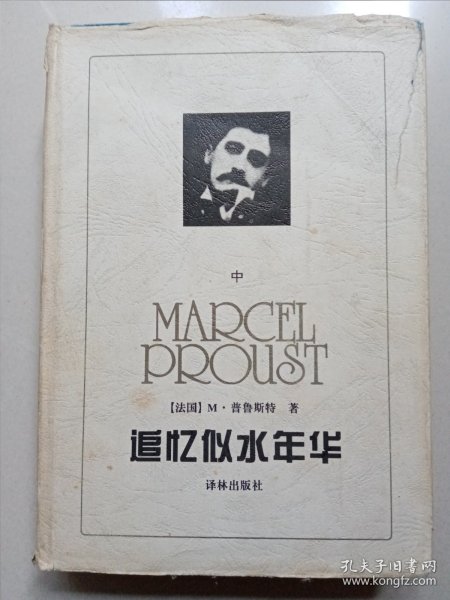 中
MARCEL
PROUST
【法国】M·普鲁斯特 著
追忆似水年华
译林出版社
孔夫子旧书网
www.kongfz.com